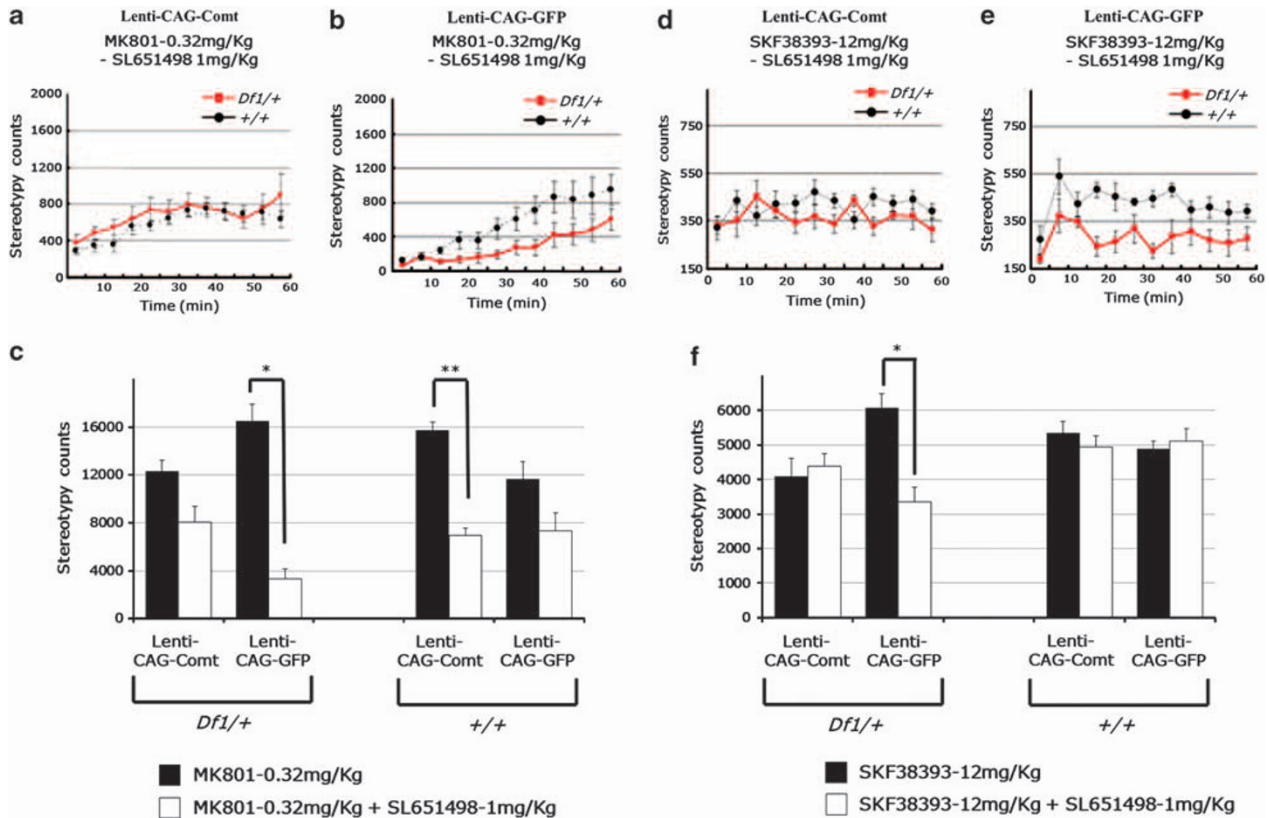 a
Lenti-CAG-Comt
MK801-0.32mg/Kg
- SL651498 1mg/Kg
Df1/+
+/+
Stereotypy counts
2000
1600
1200
800
400
0
0 10 20 30 40 50 60
Time (min)
b
Lenti-CAG-GFP
MK801-0.32mg/Kg
- SL651498 1mg/Kg
Df1/+
+/+
Stereotypy counts
2000
1600
1200
800
400
0
0 10 20 30 40 50 60
Time (min)
d
Lenti-CAG-Comt
SKF38393-12mg/Kg
- SL651498 1mg/Kg
Df1/+
+/+
Stereotypy counts
750
550
350
150
0 10 20 30 40 50 60
Time (min)
e
Lenti-CAG-GFP
SKF38393-12mg/Kg
- SL651498 1mg/Kg
Df1/+
+/+
Stereotypy counts
750
550
350
150
0 10 20 30 40 50 60
Time (min)
c
Stereotypy counts
16000
12000
8000
4000
0
*
**
Lenti-
CAG-Comt
Lenti-
CAG-GFP
Lenti-
CAG-Comt
Lenti-
CAG-GFP
Df1/+
+/+
MK801-0.32mg/Kg
MK801-0.32mg/Kg + SL651498-1mg/Kg
f
Stereotypy counts
6000
5000
4000
3000
2000
1000
0
*
Lenti-
CAG-Comt
Lenti-
CAG-GFP
Lenti-
CAG-Comt
Lenti-
CAG-GFP
Df1/+
+/+
SKF38393-12mg/Kg
SKF38393-12mg/Kg + SL651498-1mg/Kg